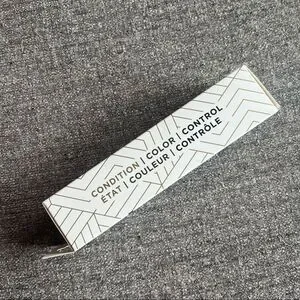 CONDITION | COLOR | CONTROL
ÉTAT | COULEUR | CONTRÔLE